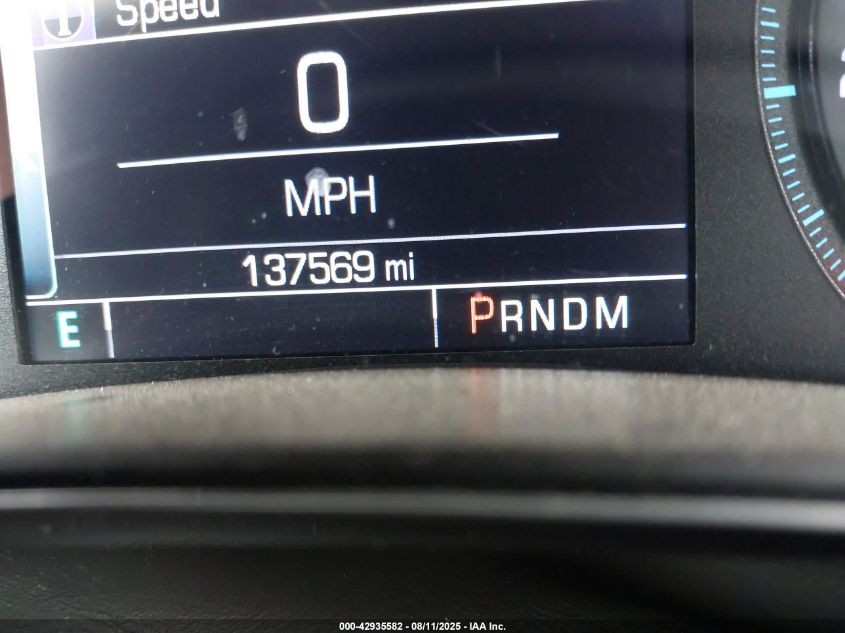 Speed
0
MPH
137569 mi
E
PRNDM
000-42935582 - 08/11/2025 - IAA Inc.